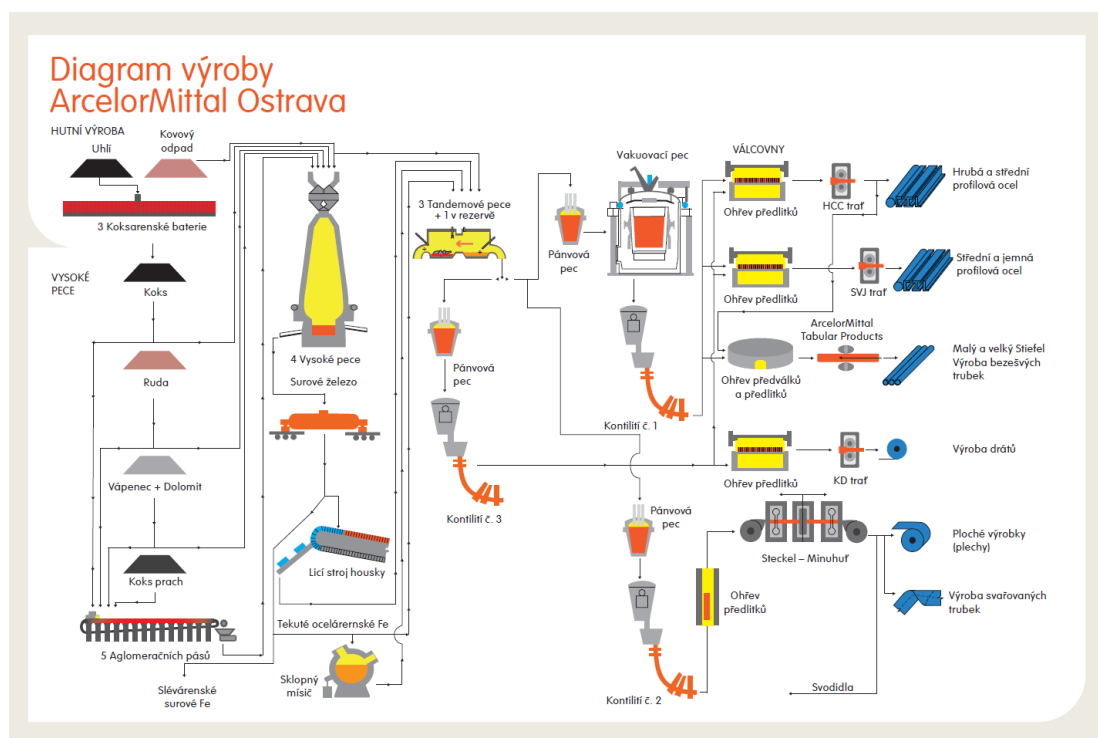 Diagram výroby
ArcelorMittal Ostrava
HUTNÍ VÝROBA
Uhlí
Kovový
odpad
3 Koksarenské baterie
VYSOKÉ
PECE
Koks
Ruda
Vápenec + Dolomit
Koks prach
5 Aglomeračních pásů
Slévárenské
surové Fe
4 Vysoké pece
Surové železo
Licí stroj housky
Tekuté ocelárernské Fe
Sklopný
mísič
3 Tandemové pece
+ 1 v rezervě
Pánvová
pec
Kontilití č. 3
Pánvová
pec
Vakuovací pec
Kontilití č. 1
Pánvová
pec
Kontilití č. 2
VÁLCOVNY
Ohřev předlitků
HCC trať
Hrubá a střední
profilová ocel
Ohřev předlitků
SVJ trať
Střední a jemná
profilová ocel
ArcelorMittal
Tabular Products
Ohřev předválků
a předlitků
Malý a velký Stiefel
Výroba bezešvých
trubek
Ohřev předlitků
KD trať
Výroba drátů
Steckel – Minuhuť
Ohřev
předlitků
Ploché výrobky
(plechy)
Výroba svařovaných
trubek
Svodidla